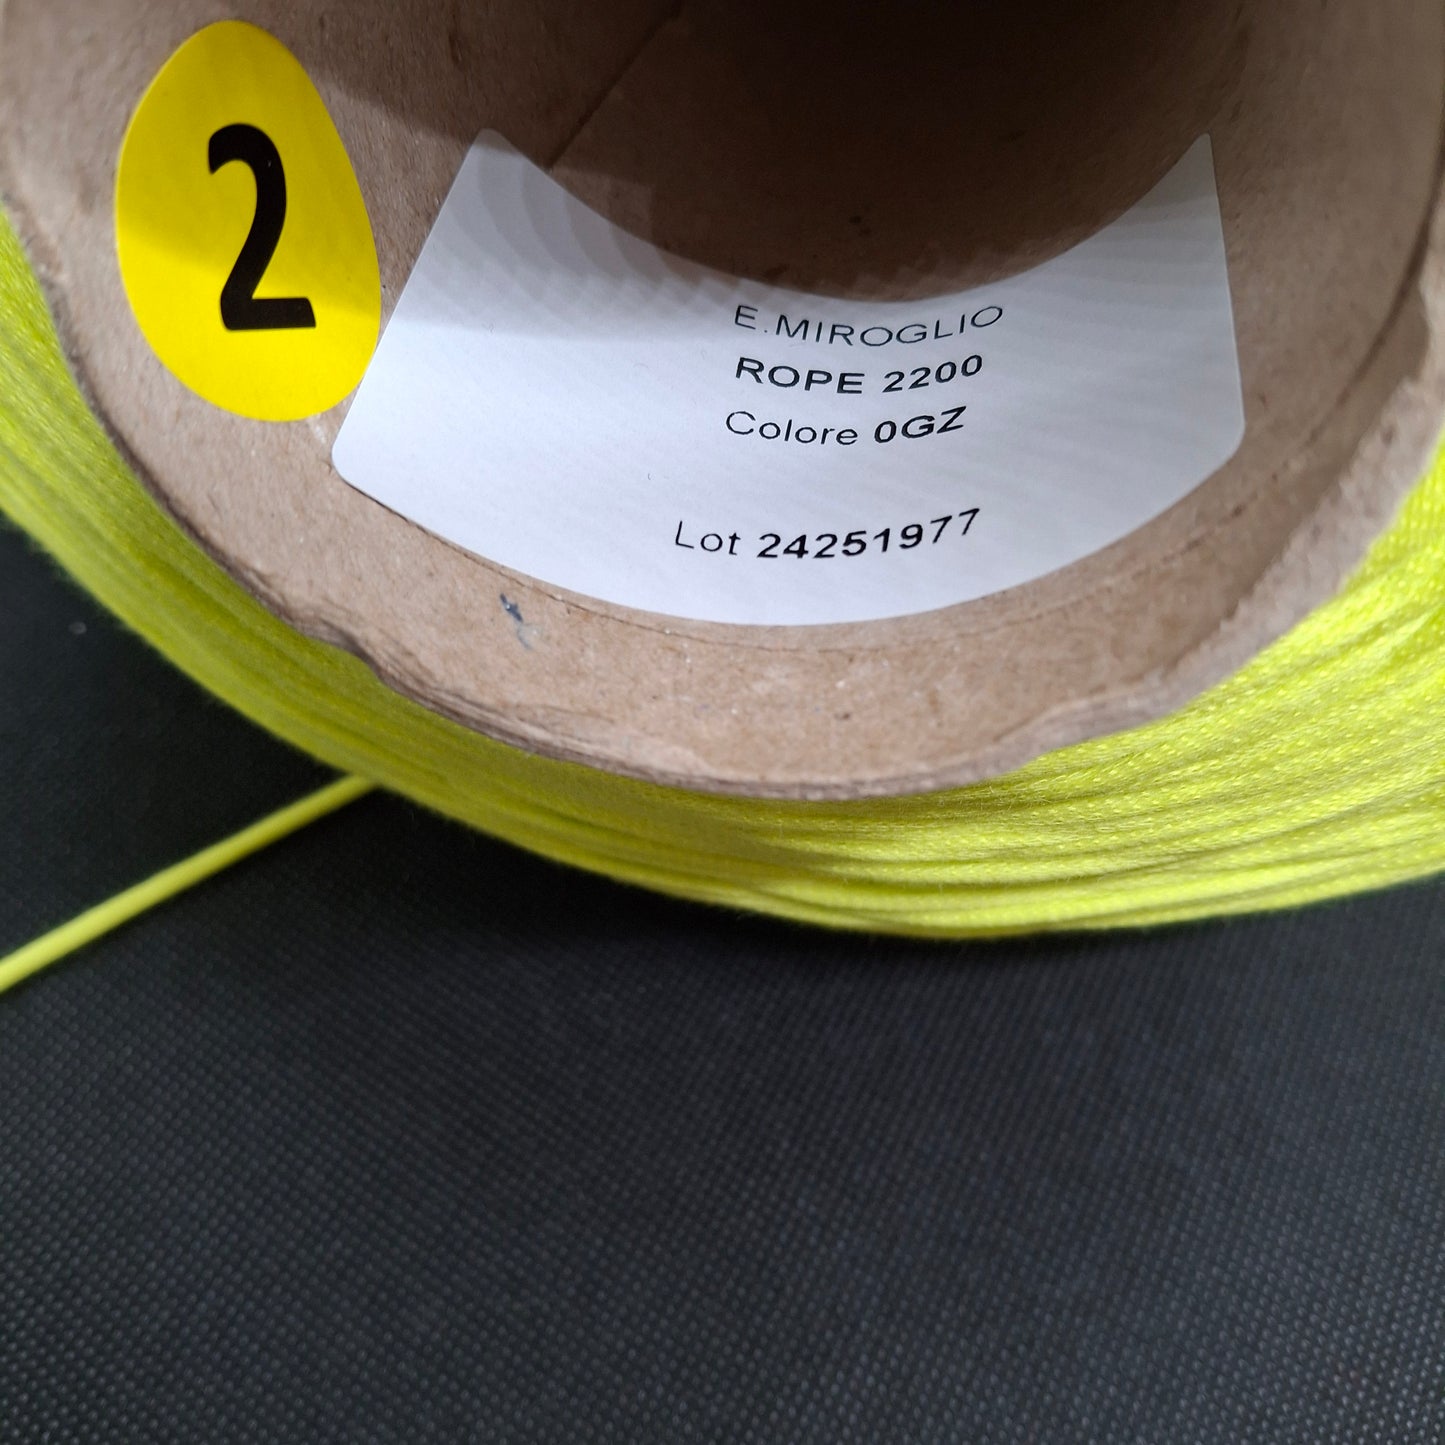 2
E.MIROGLIO
ROPE 2200
Colore 0GZ
Lot 24251977